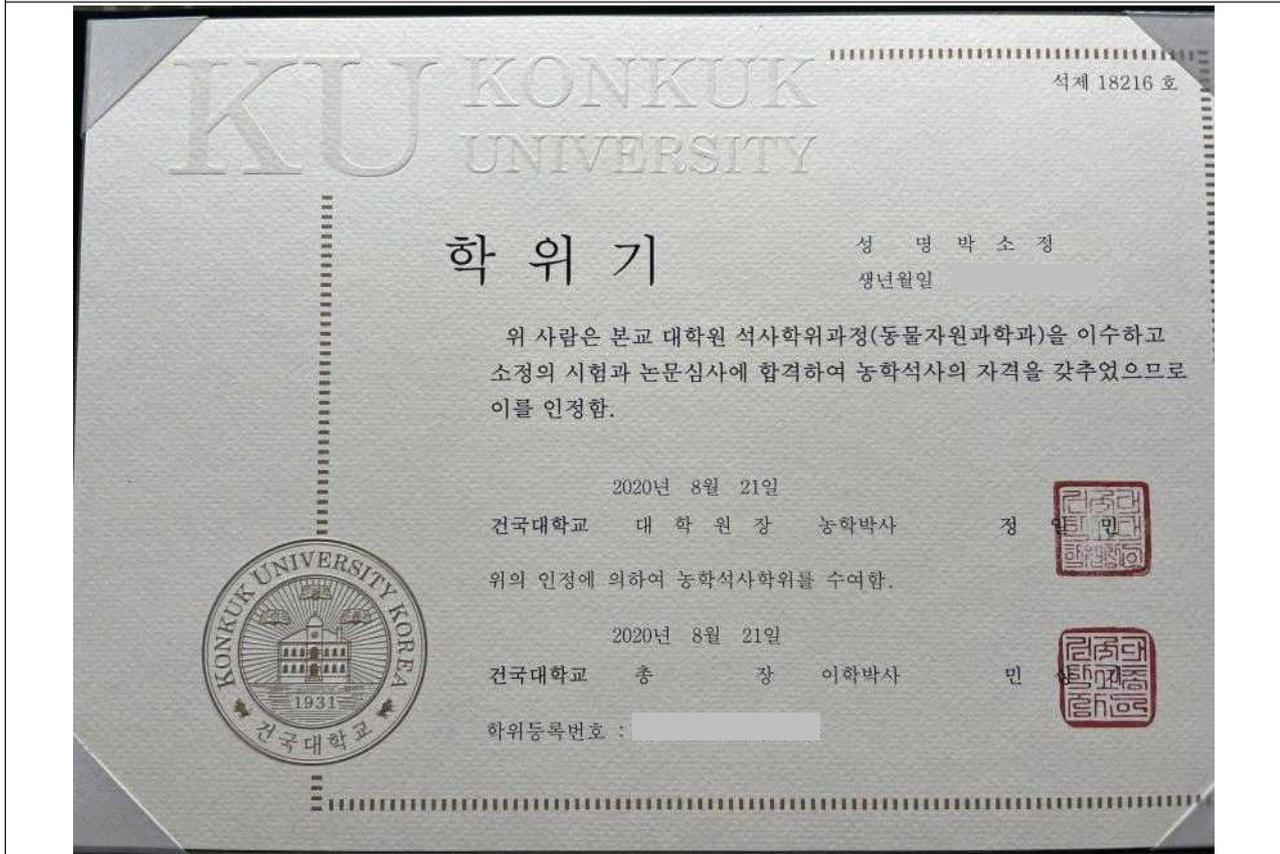 KU KONKUK UNIVERSITY
석제 18216 호
학 위 기
성 명 박 소 정
생년월일
위 사람은 본교 대학원 석사학위과정(동물자원과학과)을 이수하고
소정의 시험과 논문심사에 합격하여 농학석사의 자격을 갖추었으므로
이를 인정함.
2020년 8월 21일
건국대학교 대 학 원 장 농학박사 정 일 민
위의 인정에 의하여 농학석사학위를 수여함.
2020년 8월 21일
건국대학교 총 장 이학박사 민
학위등록번호 :
KONKUK UNIVERSITY KOREA
1931
건국대학교